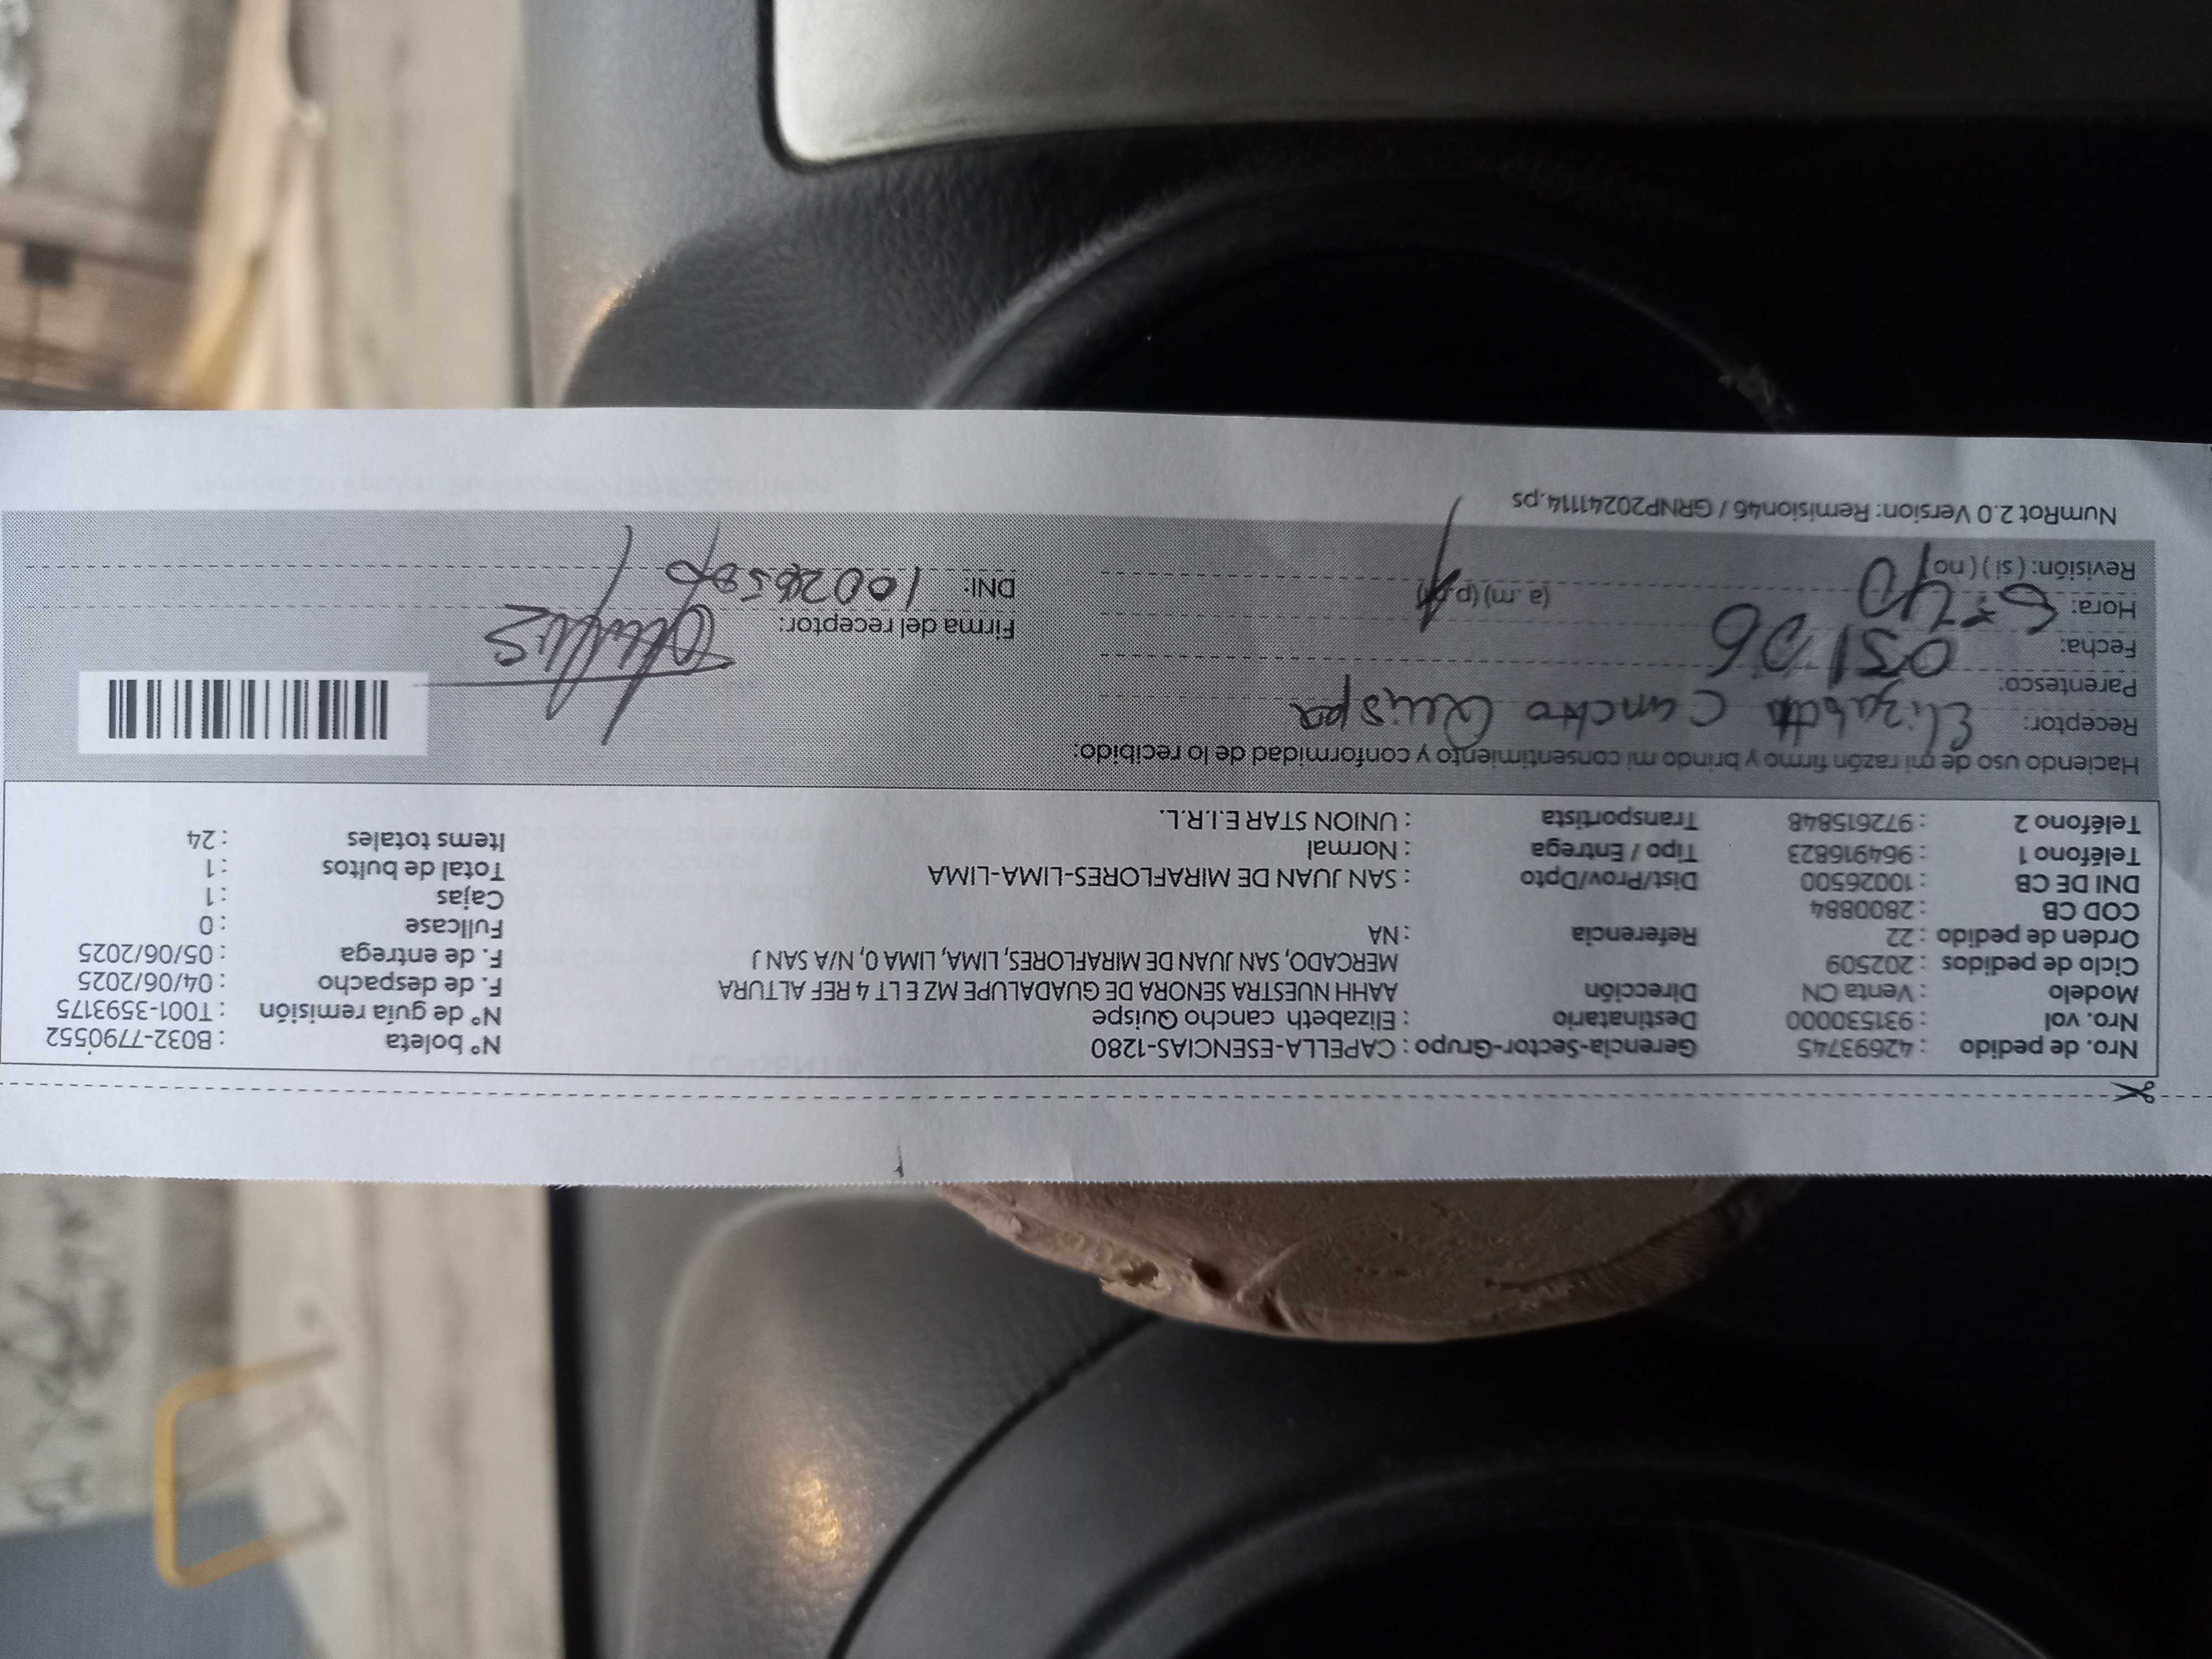 Nro. de pedido : 42693745 Gerencia-Sector-Grupo : CAPELLA-ESENCIAS-1280 N° boleta : B032-7790552
Nro. vol : 931530000 Destinatario : Elizabeth cancho Quispe N° de guía remisión : T001-3593175
Modelo : Venta CN Dirección AAHH NUESTRA SENORA DE GUADALUPE MZ E LT 4 REF ALTURA F. de despacho : 04/06/2025
Ciclo de pedidos : 202509 MERCADO, SAN JUAN DE MIRAFLORES, LIMA, LIMA 0, N/A SAN J F. de entrega : 05/06/2025
Orden de pedido : 22 Referencia : NA Fullcase : 0
COD CB : 2800884 Cajas : 1
DNI DE CB : 10026500 Dist/Prov/Dpto : SAN JUAN DE MIRAFLORES-LIMA-LIMA Total de bultos : 1
Teléfono 1 : 964916823 Tipo / Entrega : Normal Items totales : 24
Teléfono 2 : 972615848 Transportista : UNION STAR E.I.R.L.
Haciendo uso de mi razón firmo y brindo mi consentimiento y conformidad de lo recibido:
Receptor: Elizabeth Cancho Quispe
Parentesco:
Fecha: 05/06
Firma del receptor:
Hora: :40 (a. m) (p.
DNI:
Revisión: ( si ) ( no
NumRot 2.0 Version: Remision46 / GRNP20241114.ps